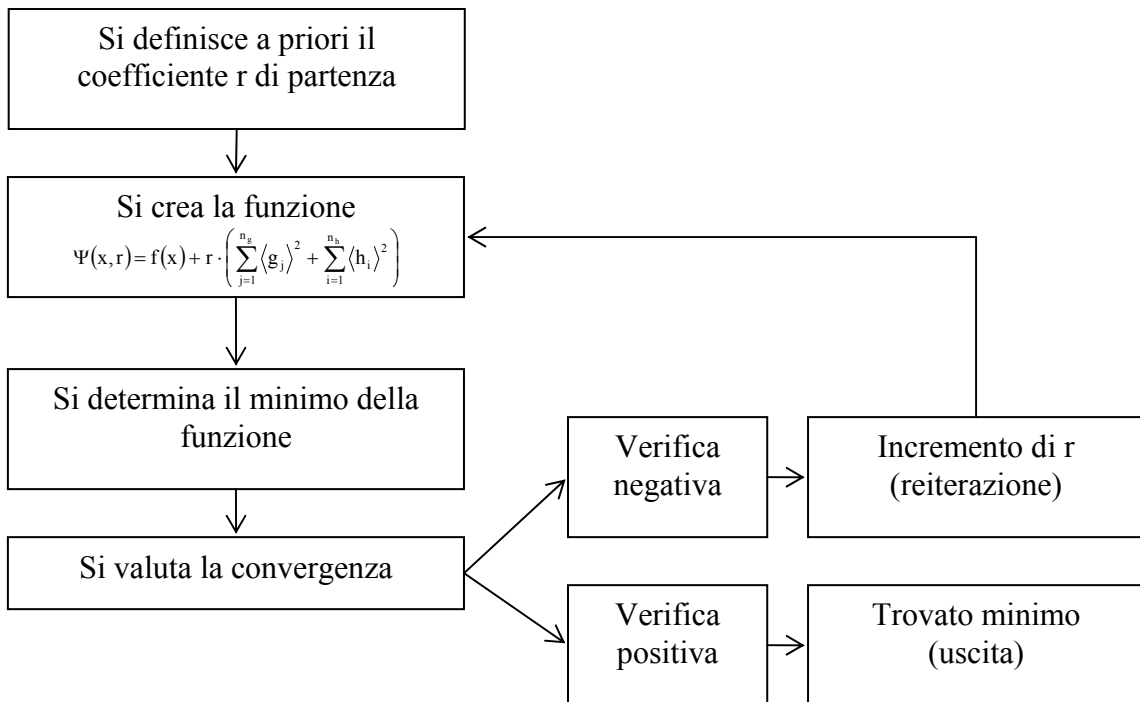 Si definisce a priori il
coefficiente r di partenza
Si crea la funzione
Ψ(x, r) = f(x) + r · ( ∑_{j=1}^{n_g} ⟨g_j⟩² + ∑_{i=1}^{n_h} ⟨h_i⟩² )
Si determina il minimo della
funzione
Si valuta la convergenza
Verifica
negativa
Incremento di r
(reiterazione)
Verifica
positiva
Trovato minimo
(uscita)